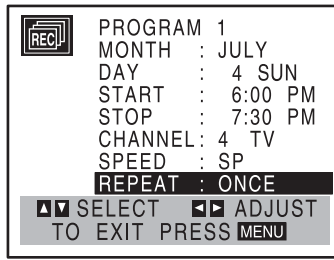 REC
PROGRAM 1
MONTH : JULY
DAY : 4 SUN
START : 6:00 PM
STOP : 7:30 PM
CHANNEL : 4 TV
SPEED : SP
REPEAT : ONCE
▲▼ SELECT ◄► ADJUST
TO EXIT PRESS MENU